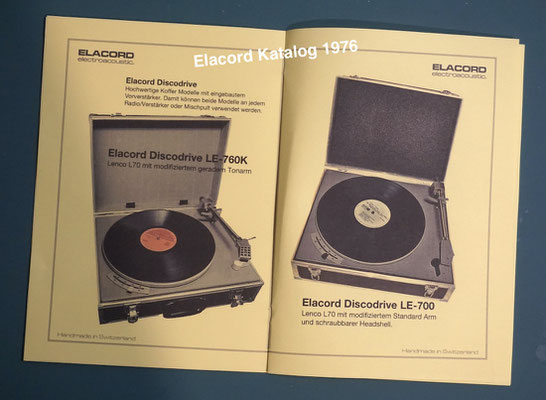 Elacord Katalog 1976
ELACORD
electroacoustic.
Elacord Discodrive
Hochwertige Koffer Modelle mit eingebautem
Vorverstärker. Damit können beide Modelle an jedem
Radio/Verstärker oder Mischpult verwendet werden.
Elacord Discodrive LE-760K
Lenco L70 mit modifiziertem geradem Tonarm
Handmade in Switzerland
ELACORD
electroacoustic.
Elacord Discodrive LE-700
Lenco L70 mit modifiziertem Standard Arm
und schraubbarer Headshell.
Handmade in Switzerland